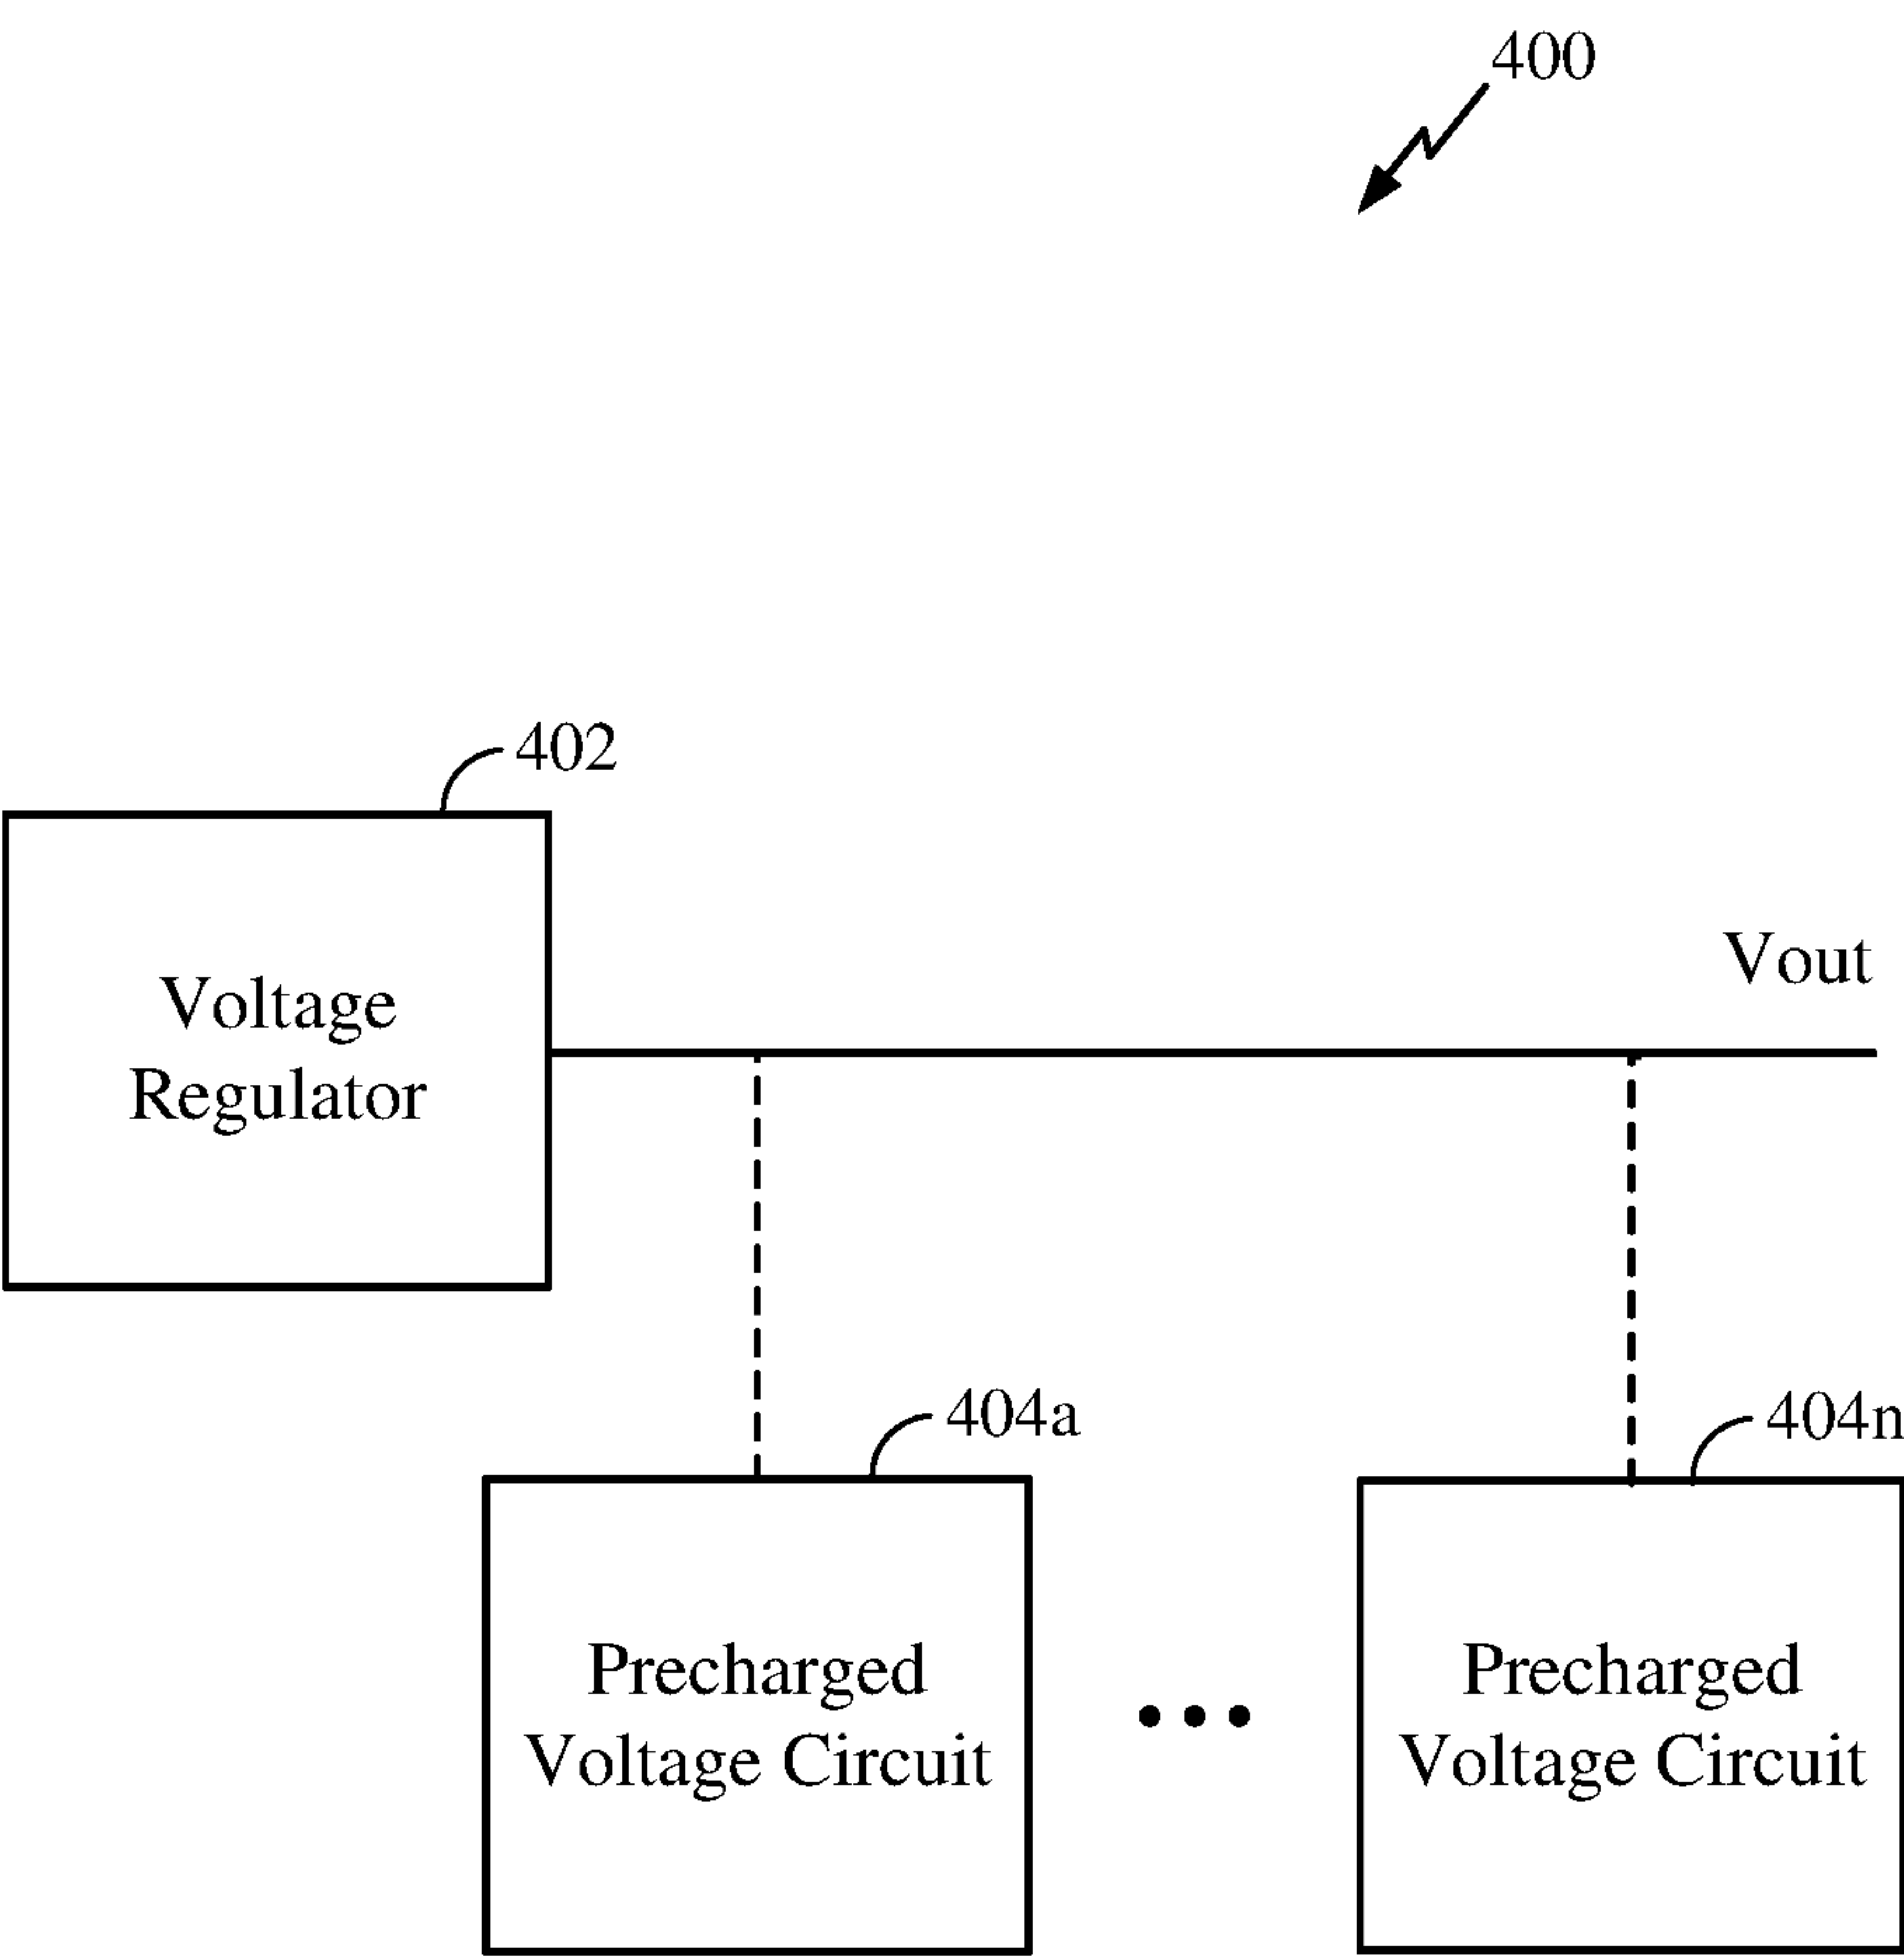 400
402
Voltage
Regulator
Vout
404a
404n
Precharged
Voltage Circuit
Precharged
Voltage Circuit